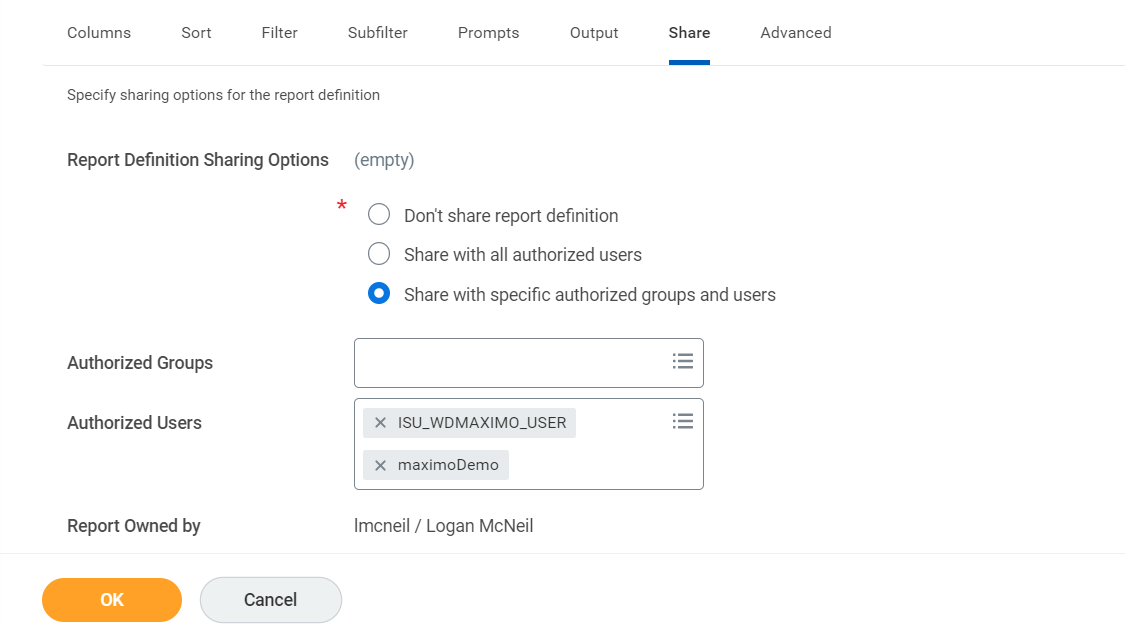 Columns Sort Filter Subfilter Prompts Output Share Advanced
Specify sharing options for the report definition
Report Definition Sharing Options (empty)
* Don't share report definition
Share with all authorized users
Share with specific authorized groups and users
Authorized Groups
Authorized Users × ISU_WDMAXIMO_USER
× maximoDemo
Report Owned by lmcneil / Logan McNeil
OK Cancel